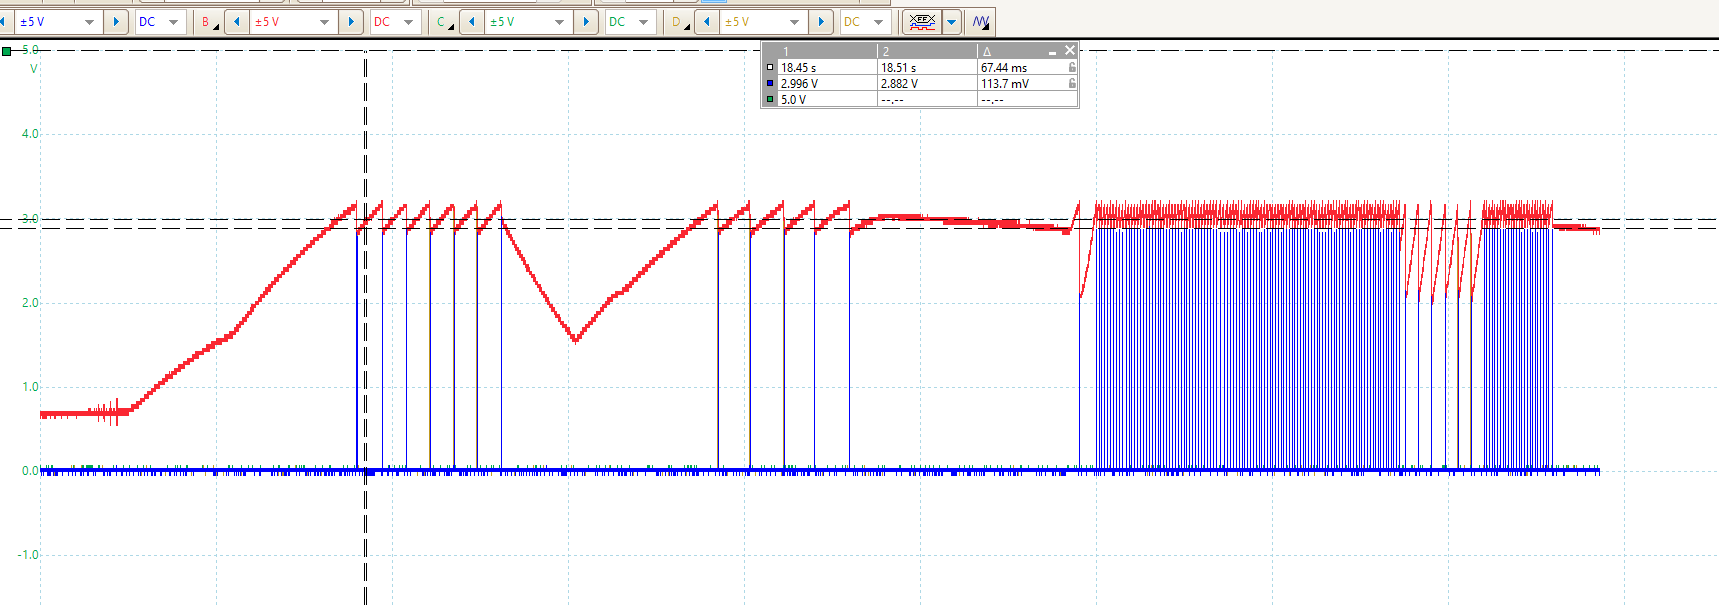 ±5 V DC B ±5 V DC C ±5 V DC D ±5 V DC
5.0
V
1 2 Δ
18.45 s 18.51 s 67.44 ms
2.996 V 2.882 V 113.7 mV
5.0 V --.-- --.--
4.0
3.0
2.0
1.0
0.0
-1.0